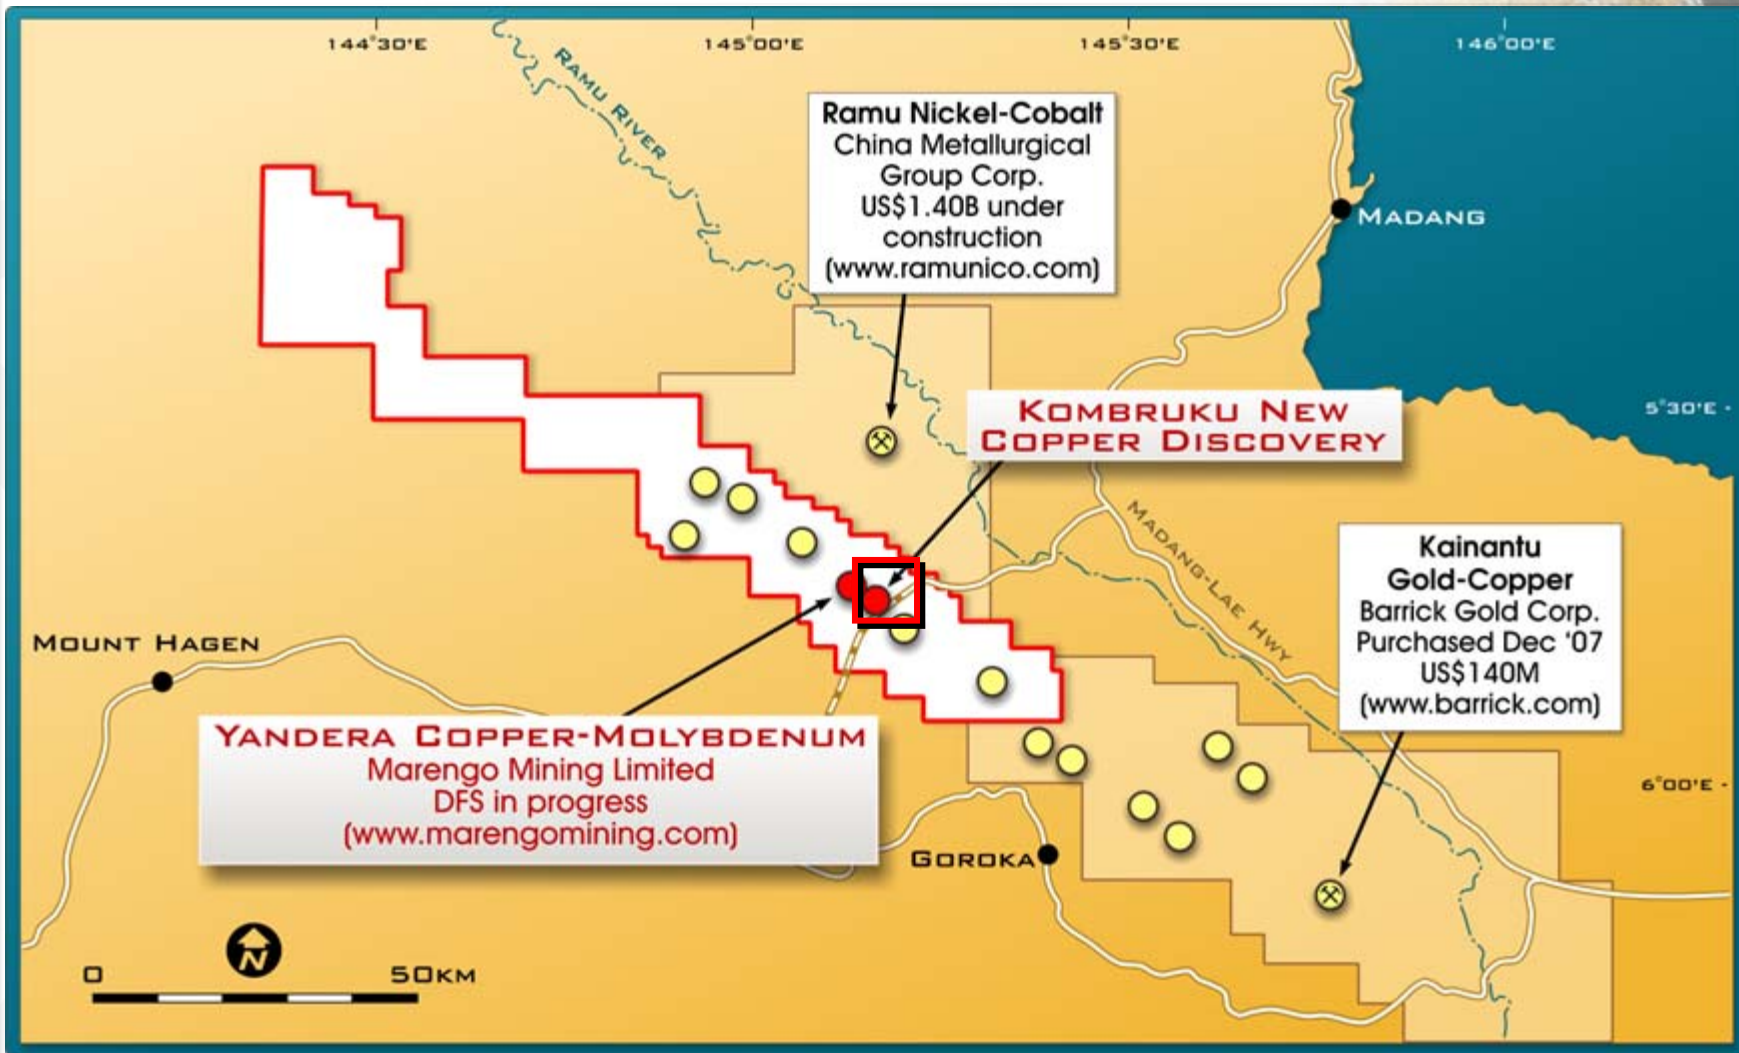 144°30'E
145°00'E
145°30'E
146°00'E
RAMU RIVER
Ramu Nickel-Cobalt
China Metallurgical
Group Corp.
US$1.40B under
construction
(www.ramunico.com)
MADANG
KOMBRUKU NEW
COPPER DISCOVERY
5°30'E -
MADANG-LAE HWY
Kainantu
Gold-Copper
Barrick Gold Corp.
Purchased Dec '07
US$140M
(www.barrick.com)
MOUNT HAGEN
YANDERA COPPER-MOLYBDENUM
Marengo Mining Limited
DFS in progress
(www.marengomining.com)
6°00'E -
GOROKA
N
0
50KM